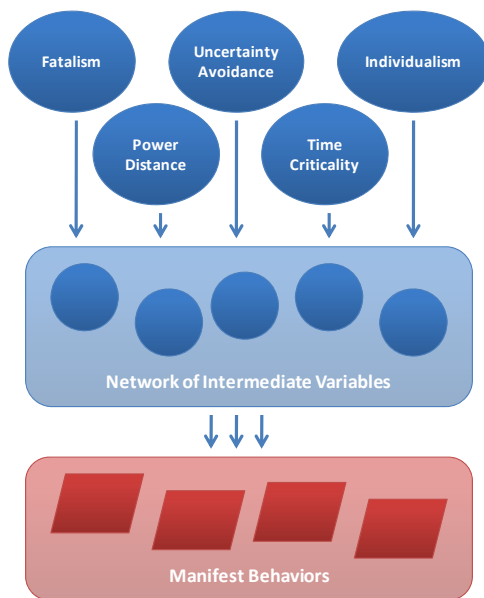 Fatalism
Uncertainty
Avoidance
Individualism
Power
Distance
Time
Criticality
Network of Intermediate Variables
Manifest Behaviors